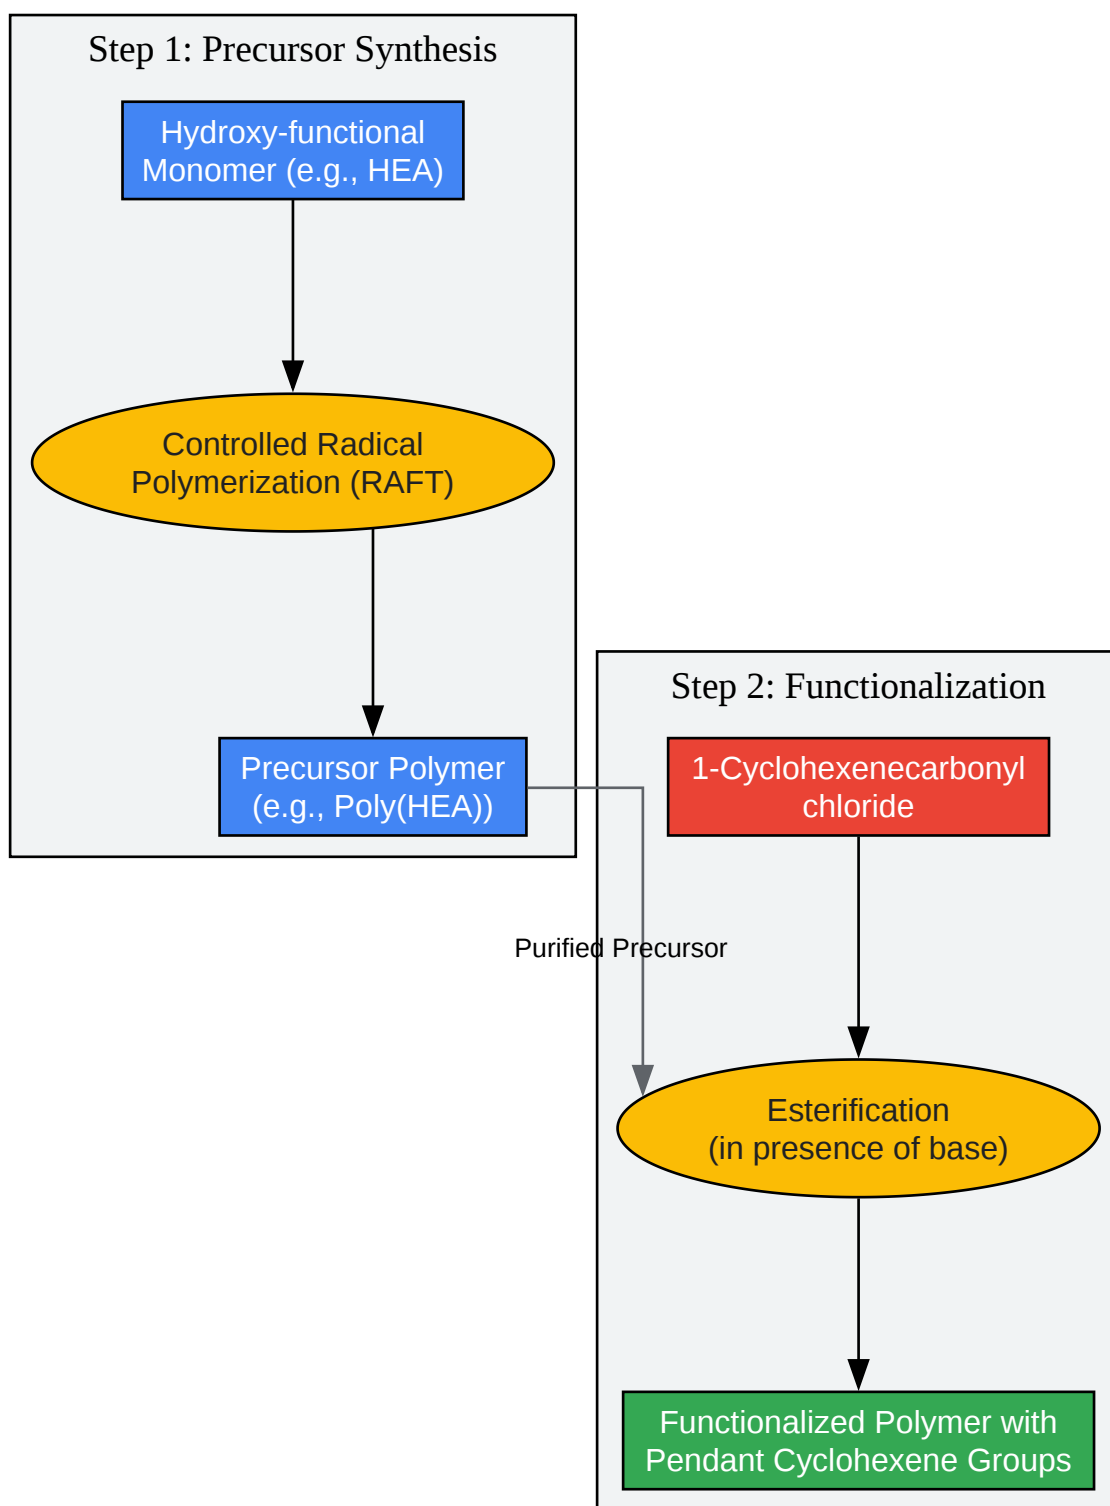 Step 1: Precursor Synthesis
Hydroxy-functional
Monomer (e.g., HEA)
Controlled Radical
Polymerization (RAFT)
Precursor Polymer
(e.g., Poly(HEA))
Step 2: Functionalization
1-Cyclohexenecarbonyl
chloride
Purified Precursor
Esterification
(in presence of base)
Functionalized Polymer with
Pendant Cyclohexene Groups